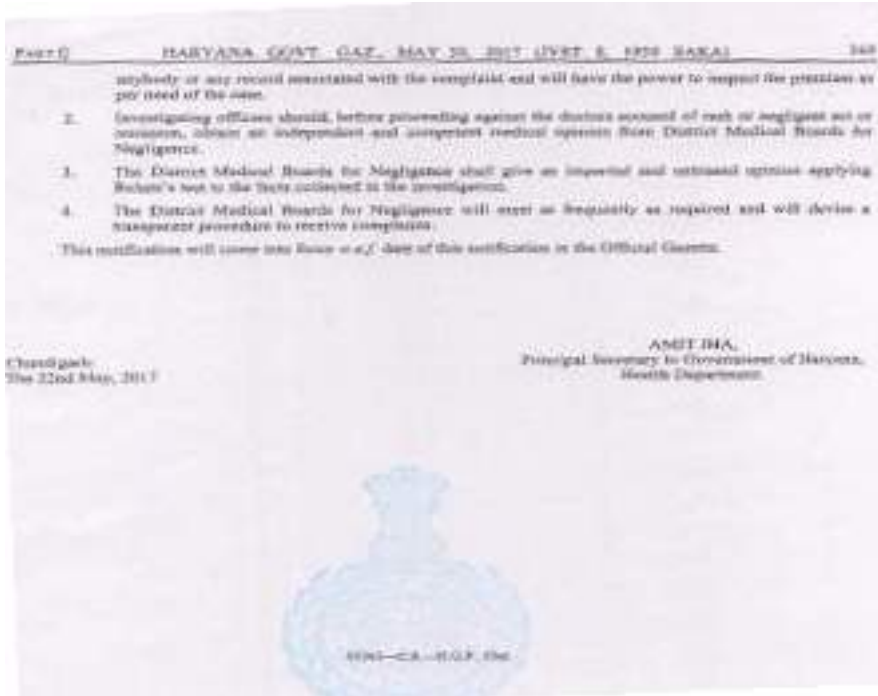 PART I
HARYANA GOVT. GAZ., MAY 30, 2017 (JYST. 9, 1939 SAKA)
anybody or any record associated with the complaint and will have the power to inspect the premises as
per need of the case.
2. Investigating officers should, before proceeding against the doctors accused of rash or negligent act or
omission, obtain an independent and competent medical opinion from District Medical Boards for
Negligence.
3. The District Medical Boards for Negligence shall give an impartial and unbiased opinion applying
Bolam's test to the facts collected in the investigation.
4. The District Medical Boards for Negligence will meet as frequently as required and will devise a
transparent procedure to receive complaints.
This notification will come into force w.e.f. date of this notification in the Official Gazette.
AMIT JHA,
Chandigarh:
Principal Secretary to Government of Haryana,
The 22nd May, 2017
Health Department.